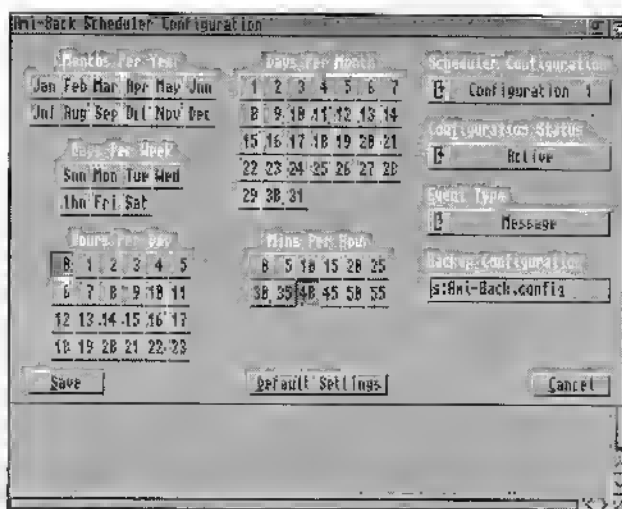 Ami-Back Scheduler Configuration
Months Per Year
Jan Feb Mar Apr May Jun
Jul Aug Sep Oct Nov Dec
Days Per Week
Sun Mon Tue Wed
Thu Fri Sat
Hours Per Day
0 1 2 3 4 5
6 7 8 9 10 11
12 13 14 15 16 17
18 19 20 21 22 23
Days Per Month
1 2 3 4 5 6 7
8 9 10 11 12 13 14
15 16 17 18 19 20 21
22 23 24 25 26 27 28
29 30 31
Mins Per Hour
0 5 10 15 20 25
30 35 40 45 50 55
Scheduler Configuration
Configuration 1
Configuration Status
Active
Event Type
Message
Backup Configuration
s:Ami-Back.config
Save
Default Settings
Cancel